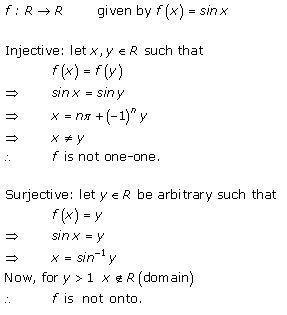 f : R → R given by f(x) = sin x
Injective: let x, y ∈ R such that
f(x) = f(y)
⇒ sin x = sin y
⇒ x = nπ + (-1)ⁿ y
⇒ x ≠ y
∴ f is not one-one.
Surjective: let y ∈ R be arbitrary such that
f(x) = y
⇒ sin x = y
⇒ x = sin⁻¹ y
Now, for y > 1 x ∉ R (domain)
∴ f is not onto.